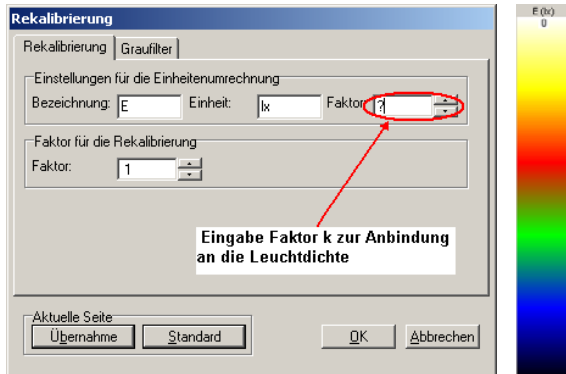 Rekalibrierung
Rekalibrierung Graufilter
Einstellungen für die Einheitenumrechnung
Bezeichnung: E Einheit: lx Faktor: ?
Faktor für die Rekalibrierung
Faktor: 1
Eingabe Faktor k zur Anbindung
an die Leuchtdichte
Aktuelle Seite
Übernahme Standard OK Abbrechen
E (lx)
0